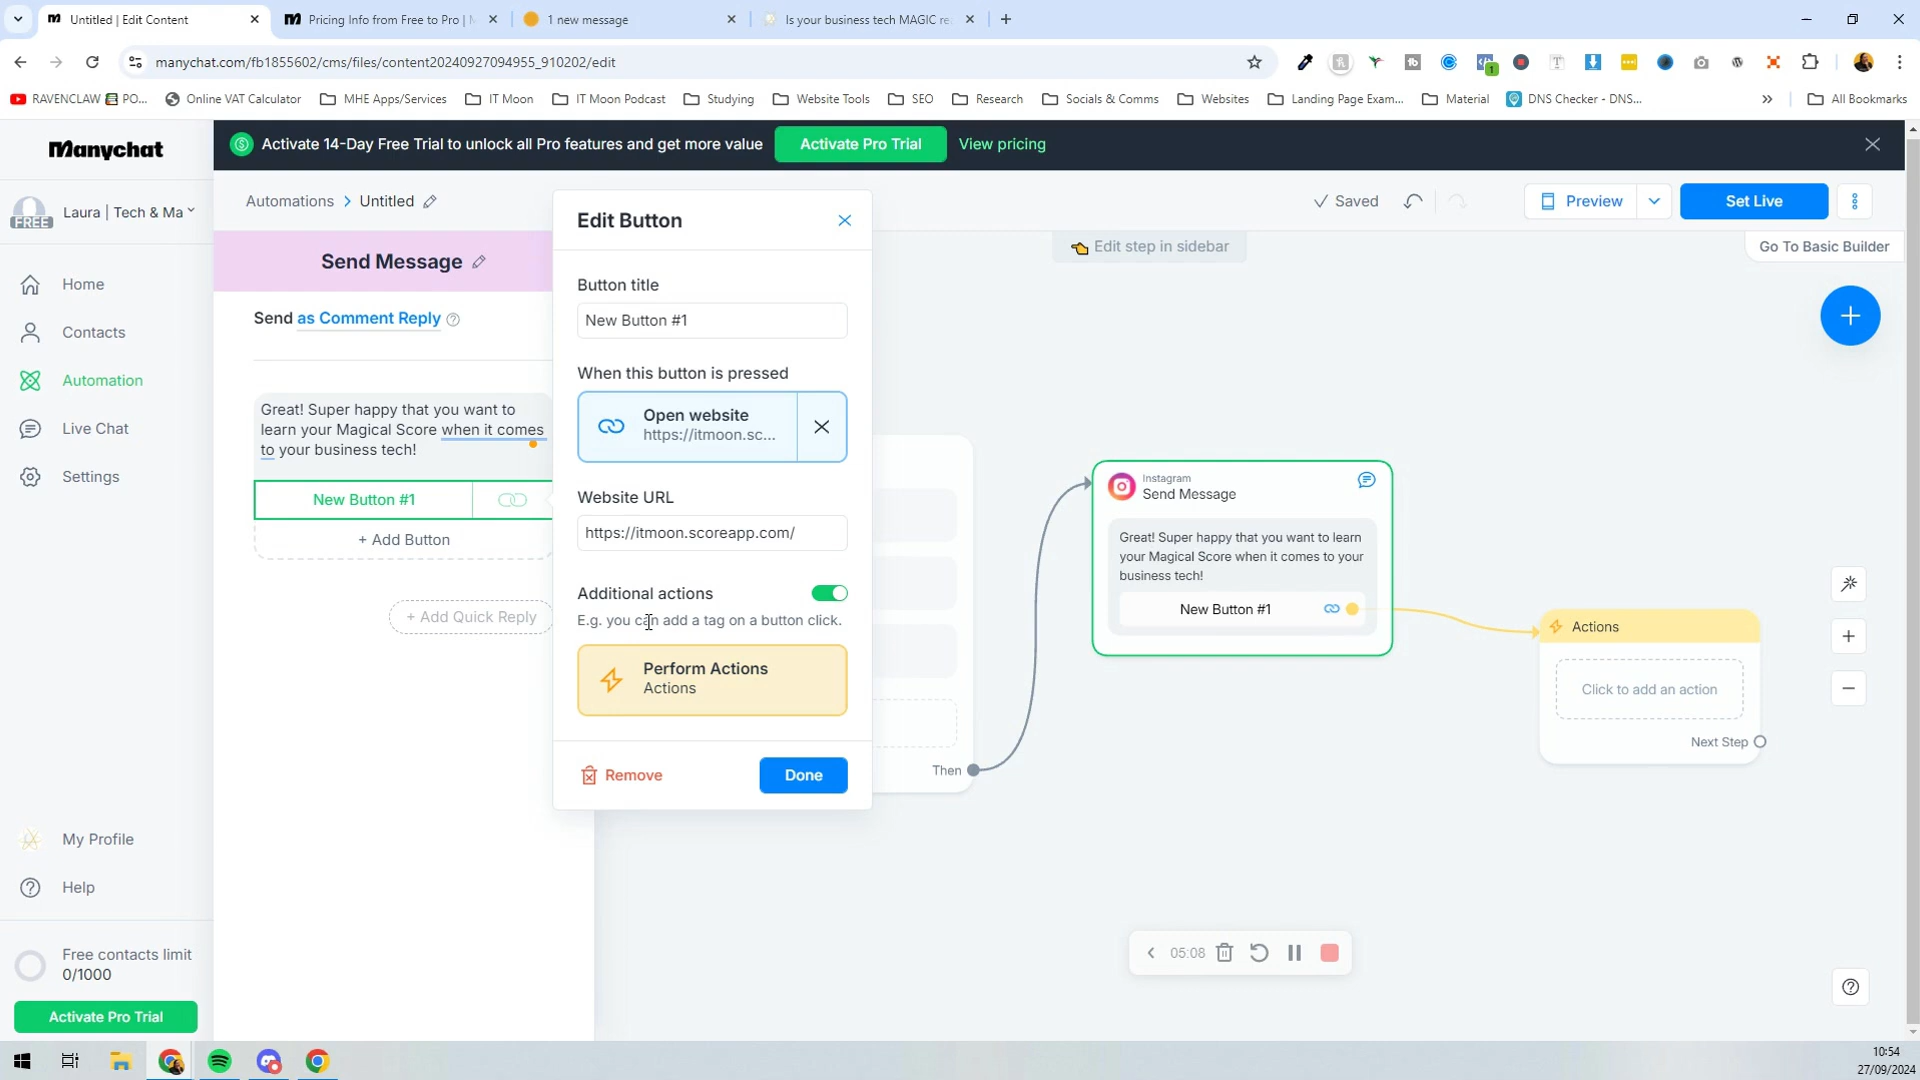 Untitled | Edit Content
Pricing Info from Free to Pro | M
1 new message
Is your business tech MAGIC re
manychat.com/fb1855602/cms/files/content20240927094955_910202/edit
RAVENCLAW PO...
Online VAT Calculator
MHE Apps/Services
IT Moon
IT Moon Podcast
Studying
Website Tools
SEO
Research
Socials & Comms
Websites
Landing Page Exam...
Material
DNS Checker - DNS...
All Bookmarks
Manychat
Activate 14-Day Free Trial to unlock all Pro features and get more value
Activate Pro Trial
View pricing
FREE
Laura | Tech & Ma
Automations > Untitled
Saved
Preview
Set Live
Edit step in sidebar
Go To Basic Builder
Home
Contacts
Automation
Live Chat
Settings
My Profile
Help
Free contacts limit
0/1000
Activate Pro Trial
Send Message
Send as Comment Reply
Great! Super happy that you want to
learn your Magical Score when it comes
to your business tech!
New Button #1
+ Add Button
+ Add Quick Reply
Edit Button
Button title
New Button #1
When this button is pressed
Open website
https://itmoon.sc...
Website URL
https://itmoon.scoreapp.com/
Additional actions
E.g. you can add a tag on a button click.
Perform Actions
Actions
Remove
Done
Then
Instagram
Send Message
Great! Super happy that you want to learn
your Magical Score when it comes to your
business tech!
New Button #1
Actions
Click to add an action
Next Step
05:08
10:54
27/09/2024